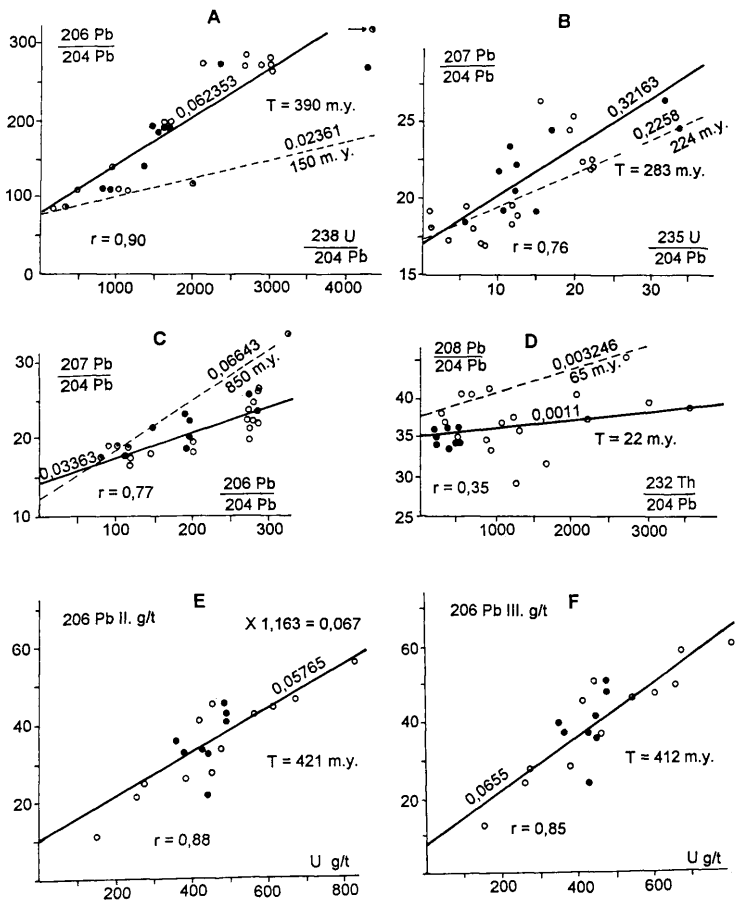 A
206 Pb
204 Pb
300
200
100
0
0,062353
T = 390 m.y.
0.02361
150 m. y.
r = 0,90
238 U
204 Pb
1000
2000
3000
4000
B
207 Pb
204 Pb
25
20
15
0,32163
0,2258
224 m.y.
T = 283 m.y.
r = 0,76
235 U
204 Pb
10
20
30
C
207 Pb
204 Pb
30
20
10
0,06643
850 m.y.
0,03363
r = 0,77
206 Pb
204 Pb
100
200
300
D
208 Pb
204 Pb
40
35
30
25
0,003246
65 m.y.
0,0011
T = 22 m.y.
r = 0,35
232 Th
204 Pb
1000
2000
3000
E
206 Pb II. g/t
X 1,163 = 0,067
60
40
20
0,05765
T = 421 m.y.
r = 0,88
U g/t
200
400
600
800
F
206 Pb III. g/t
60
40
20
0,0655
T = 412 m.y.
r = 0,85
U g/t
200
400
600